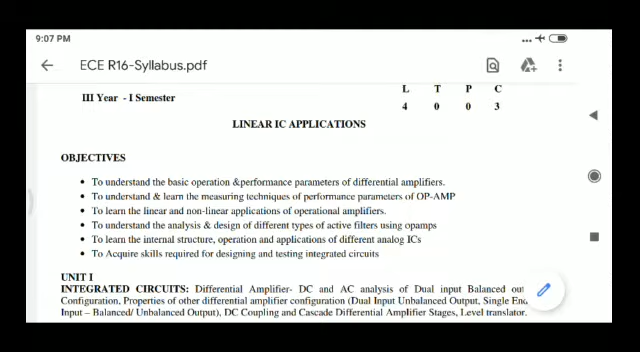 9:07 PM
ECE R16-Syllabus.pdf
L T P C
III Year - I Semester
4 0 0 3
LINEAR IC APPLICATIONS
OBJECTIVES
• To understand the basic operation &performance parameters of differential amplifiers.
• To understand & learn the measuring techniques of performance parameters of OP-AMP
• To learn the linear and non-linear applications of operational amplifiers.
• To understand the analysis & design of different types of active filters using opamps
• To learn the internal structure, operation and applications of different analog ICs
• To Acquire skills required for designing and testing integrated circuits
UNIT I
INTEGRATED CIRCUITS: Differential Amplifier- DC and AC analysis of Dual input Balanced out
Configuration, Properties of other differential amplifier configuration (Dual Input Unbalanced Output, Single End
Input – Balanced/ Unbalanced Output), DC Coupling and Cascade Differential Amplifier Stages, Level translator.